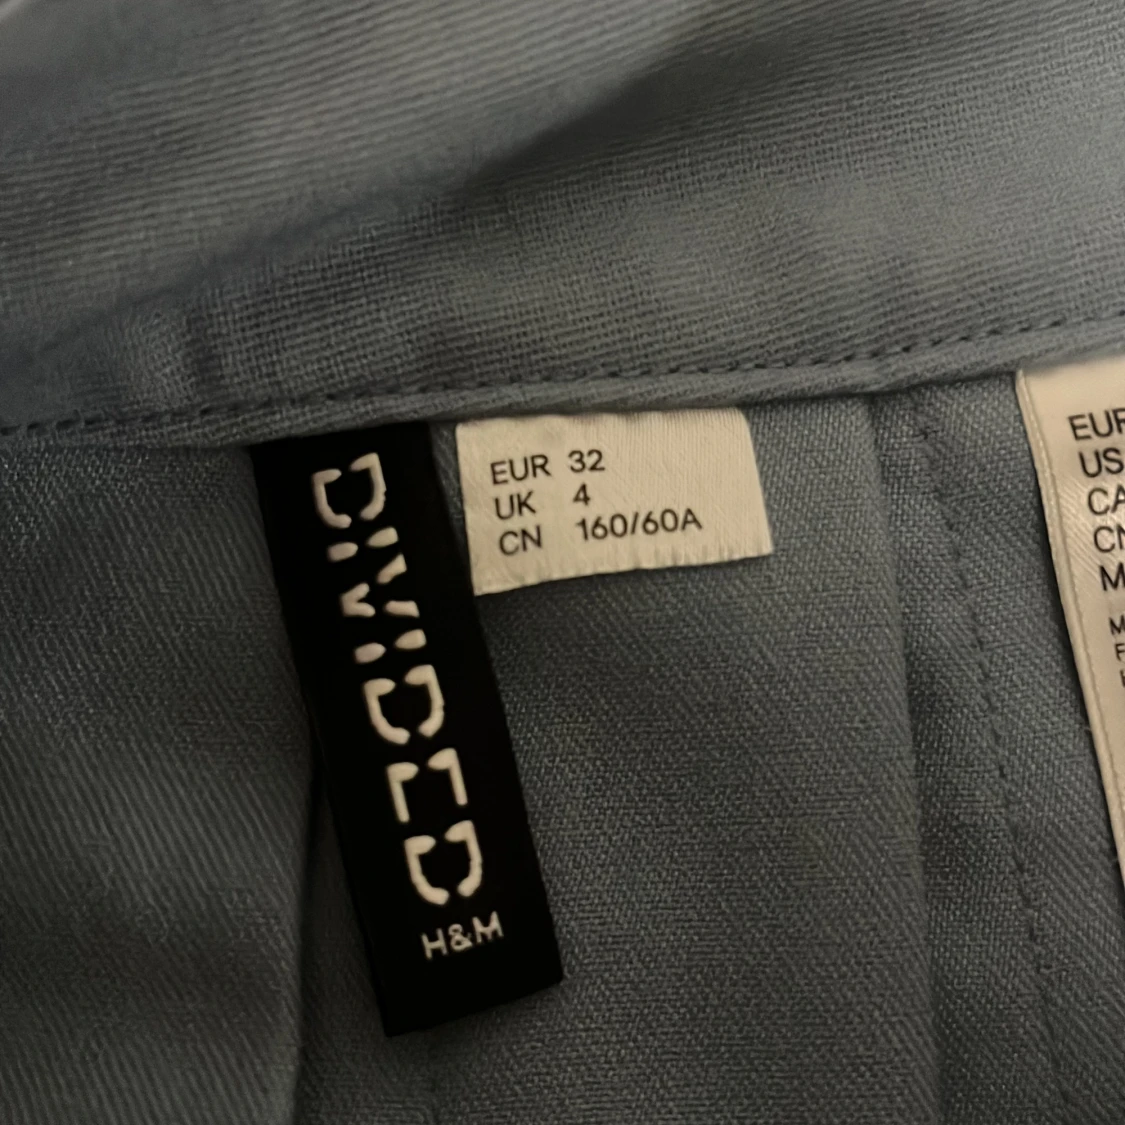 DIVIDED
H&M
EUR 32
UK 4
CN 160/60A
EUR
US
CA
CN
M